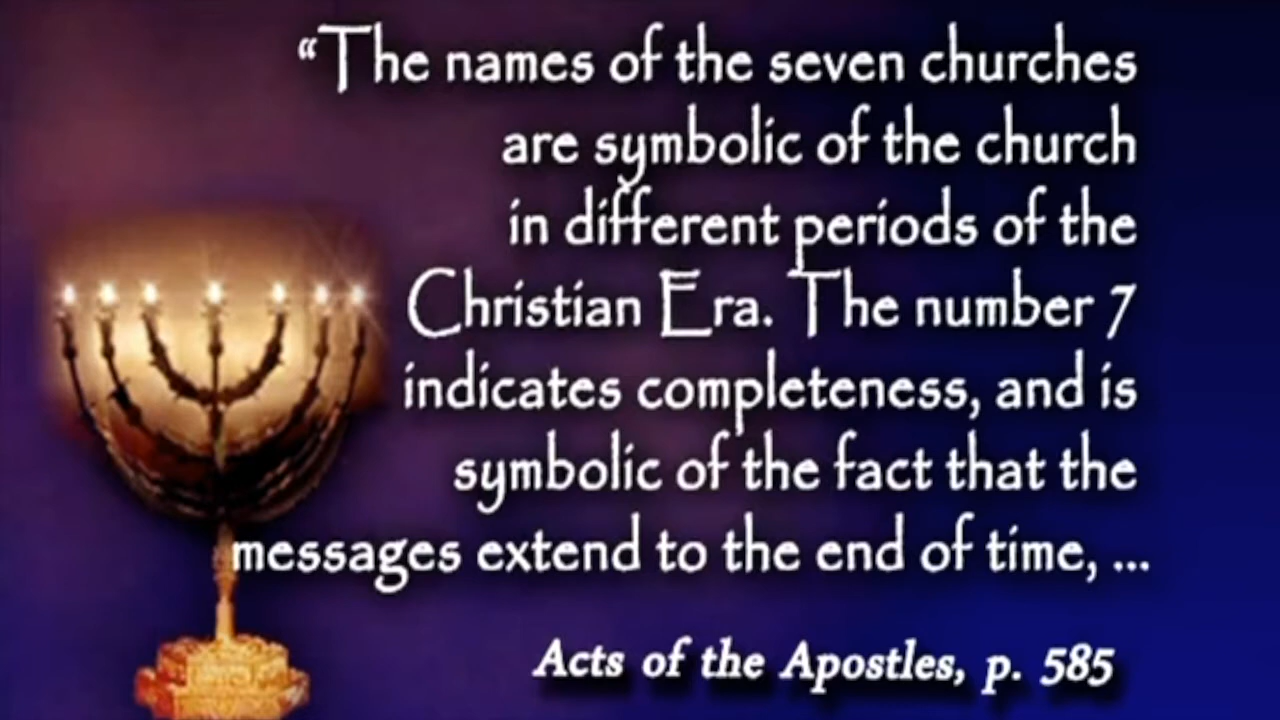 “The names of the seven churches
are symbolic of the church
in different periods of the
Christian Era. The number 7
indicates completeness, and is
symbolic of the fact that the
messages extend to the end of time, ...
Acts of the Apostles, p. 585